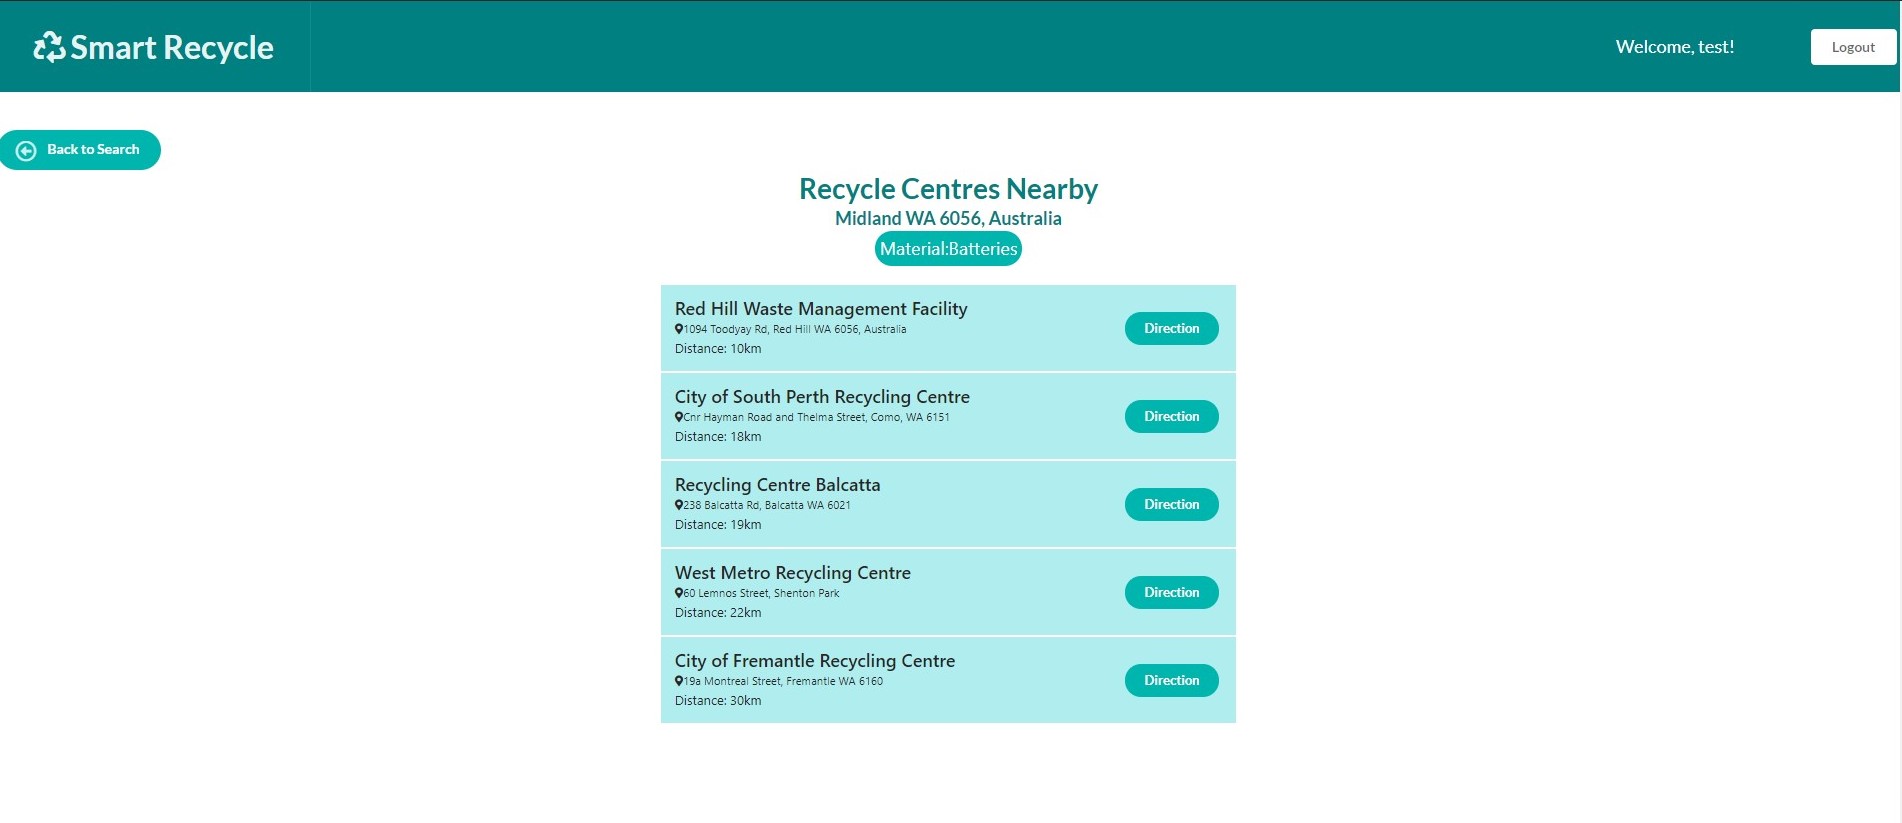 Smart Recycle
Welcome, test!
Logout
Back to Search
Recycle Centres Nearby
Midland WA 6056, Australia
Material:Batteries
Red Hill Waste Management Facility
1094 Toodyay Rd, Red Hill WA 6056, Australia
Distance: 10km
Direction
City of South Perth Recycling Centre
Cnr Hayman Road and Thelma Street, Como, WA 6151
Distance: 18km
Direction
Recycling Centre Balcatta
238 Balcatta Rd, Balcatta WA 6021
Distance: 19km
Direction
West Metro Recycling Centre
60 Lemnos Street, Shenton Park
Distance: 22km
Direction
City of Fremantle Recycling Centre
19a Montreal Street, Fremantle WA 6160
Distance: 30km
Direction